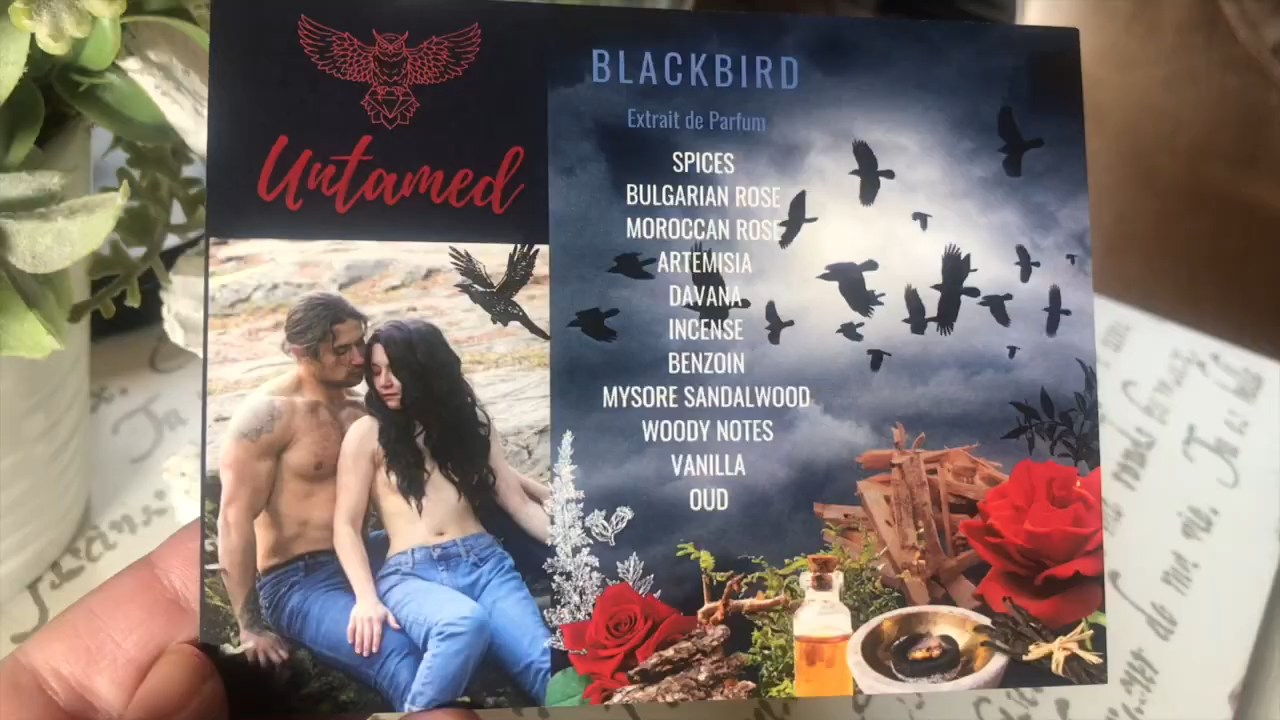 Untamed
BLACKBIRD
Extrait de Parfum
SPICES
BULGARIAN ROSE
MOROCCAN ROSE
ARTEMISIA
DAVANA
INCENSE
BENZOIN
MYSORE SANDALWOOD
WOODY NOTES
VANILLA
OUD